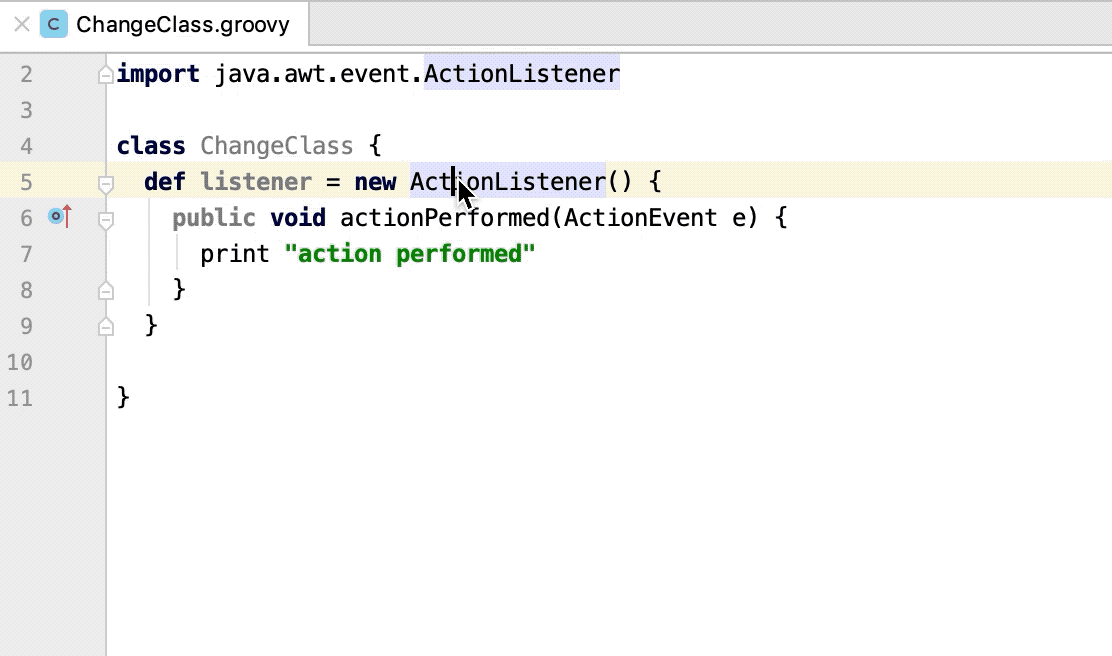 C ChangeClass.groovy
2 import java.awt.event.ActionListener
3
4 class ChangeClass {
5 def listener = new ActionListener() {
6 public void actionPerformed(ActionEvent e) {
7 print "action performed"
8 }
9 }
10
11 }